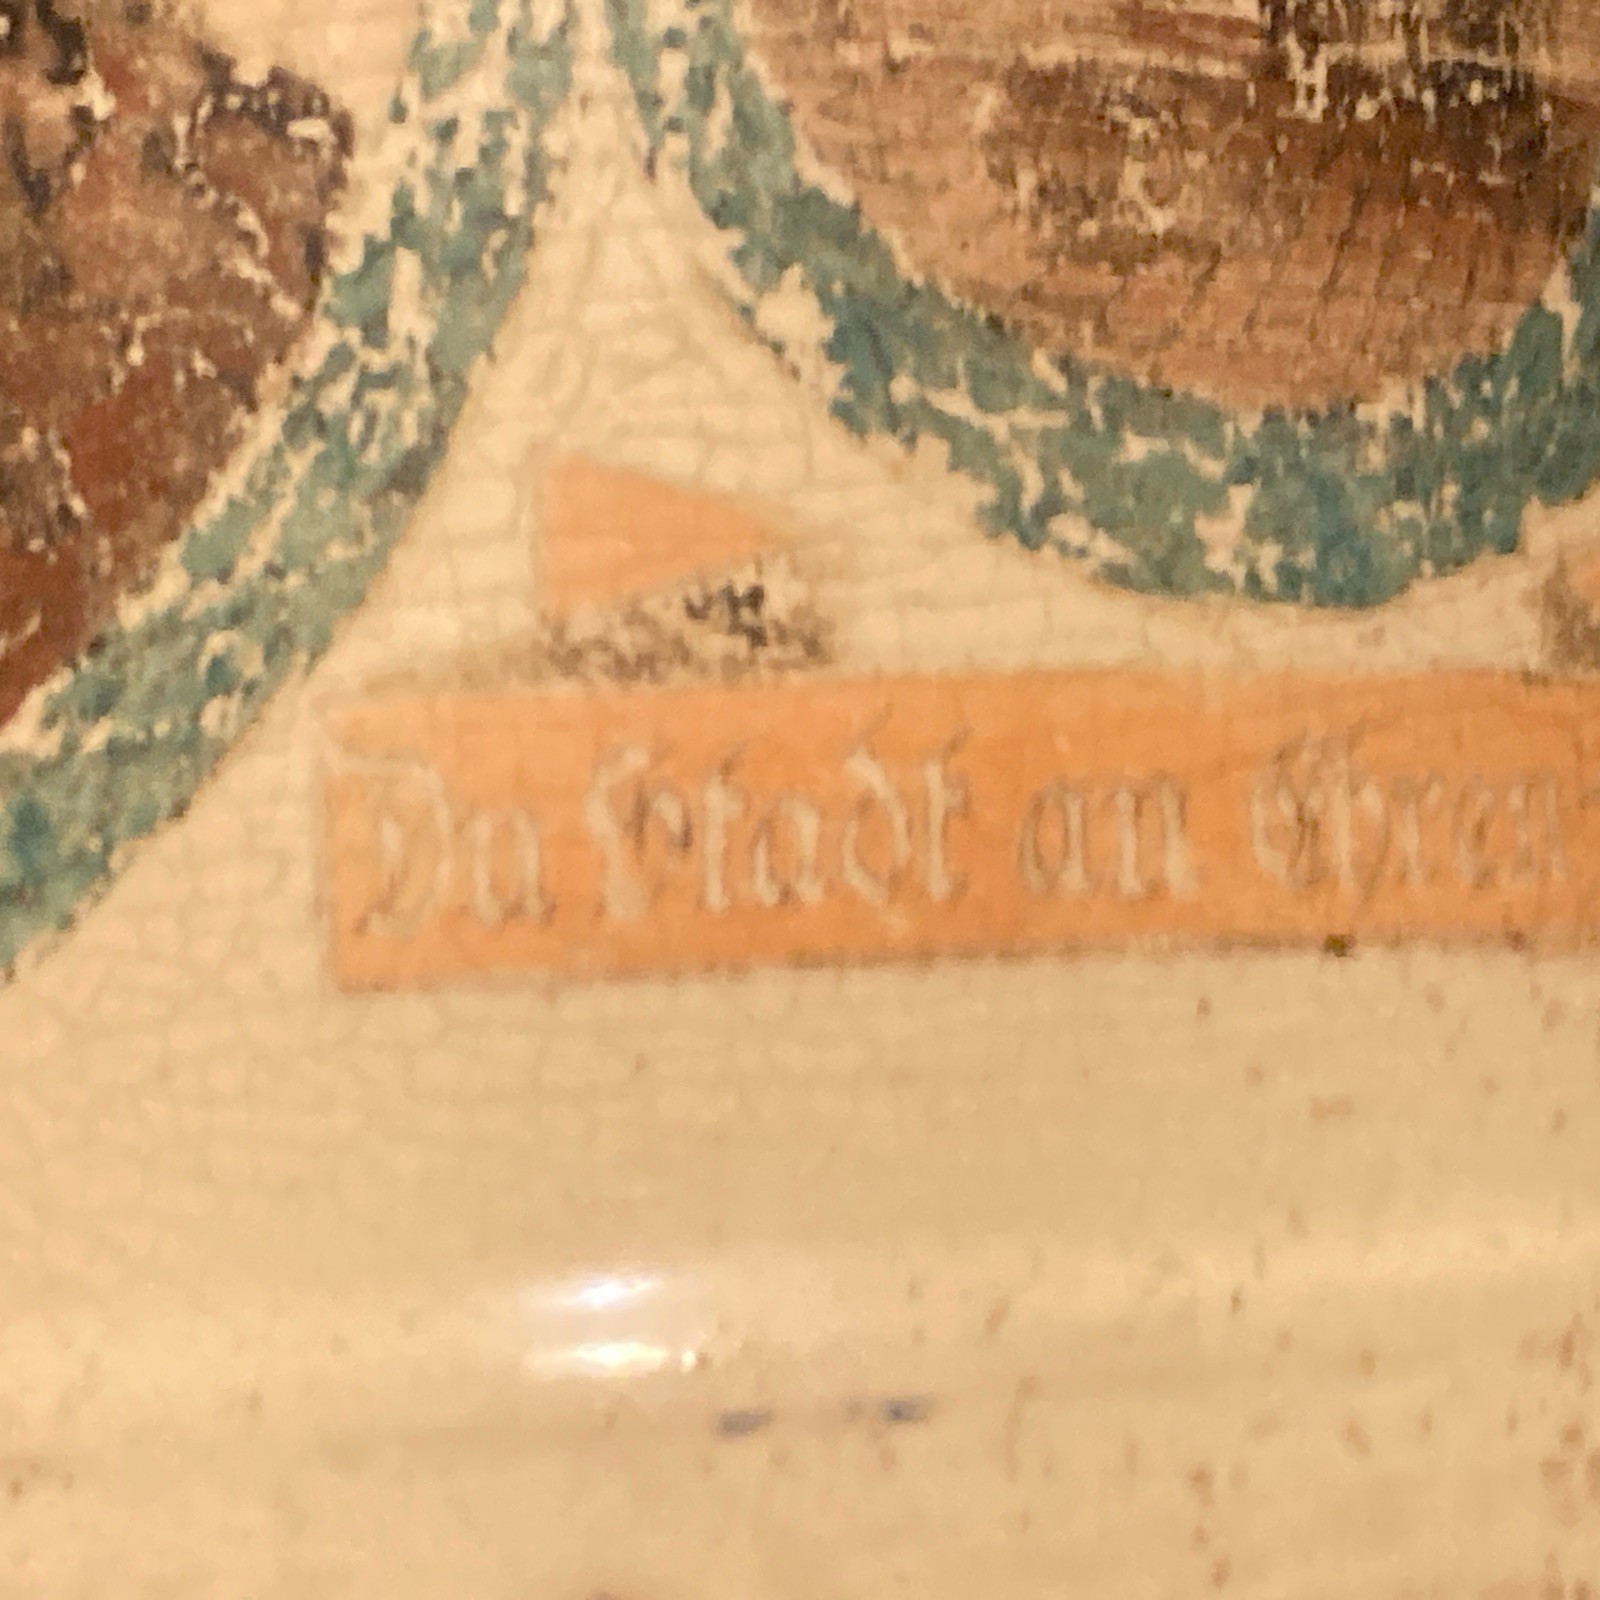 Du Stadt an Ehren